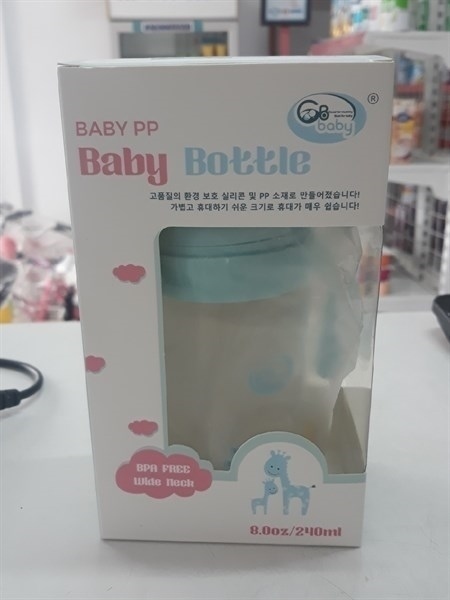 GB
baby
®
BABY PP
Baby Bottle
고품질의 환경 보호 실리콘 및 PP 소재로 만들어졌습니다!
가볍고 휴대하기 쉬운 크기로 휴대가 매우 쉽습니다!
BPA FREE
Wide Neck
8.0oz/240ml